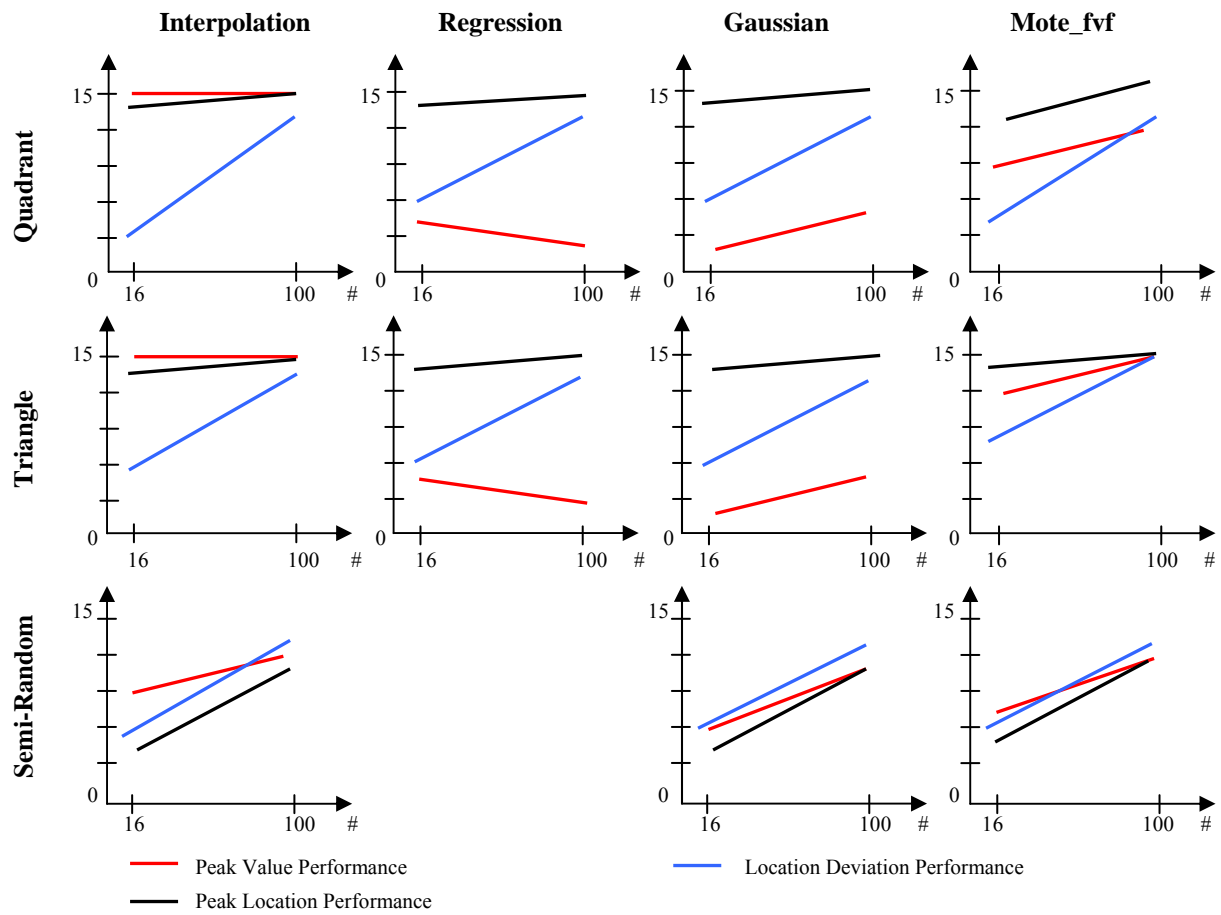 Interpolation Regression Gaussian Mote_fvf
Quadrant
15 15 15 15
0 0 0 0
16 100 # 16 100 # 16 100 # 16 100 #
Triangle
15 15 15 15
0 0 0 0
16 100 # 16 100 # 16 100 # 16 100 #
Semi-Random
15 15 15
0 0 0
16 100 # 16 100 # 16 100 #
Peak Value Performance Location Deviation Performance
Peak Location Performance